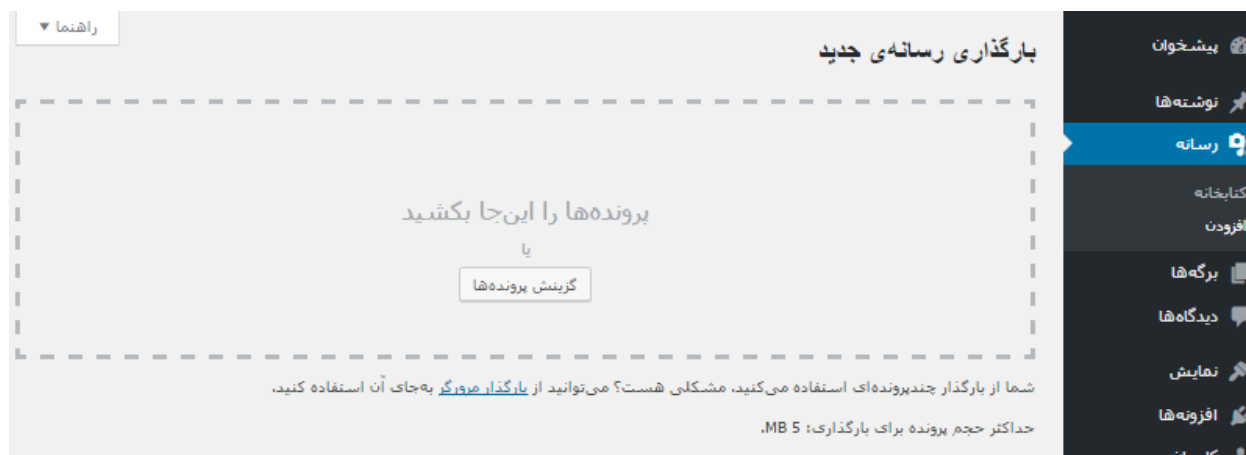 راهنما ▼
بارگذاری رسانه‌ی جدید
پرونده‌ها را این‌جا بکشید
یا
گزینش پرونده‌ها
شما از بارگذار چندپرونده‌ای استفاده می‌کنید. مشکلی هست؟ می‌توانید از بارگذار مرورگر به‌جای آن استفاده کنید.
حداکثر حجم پرونده برای بارگذاری: 5 MB.
پیشخوان
نوشته‌ها
رسانه
کتابخانه
افزودن
برگه‌ها
دیدگاه‌ها
نمایش
افزونه‌ها